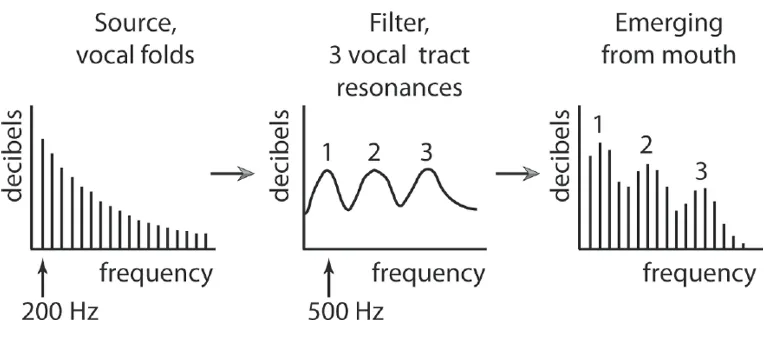 Source,
vocal folds
decibels
frequency
200 Hz
Filter,
3 vocal tract
resonances
decibels
1 2 3
frequency
500 Hz
Emerging
from mouth
decibels
1
2
3
frequency